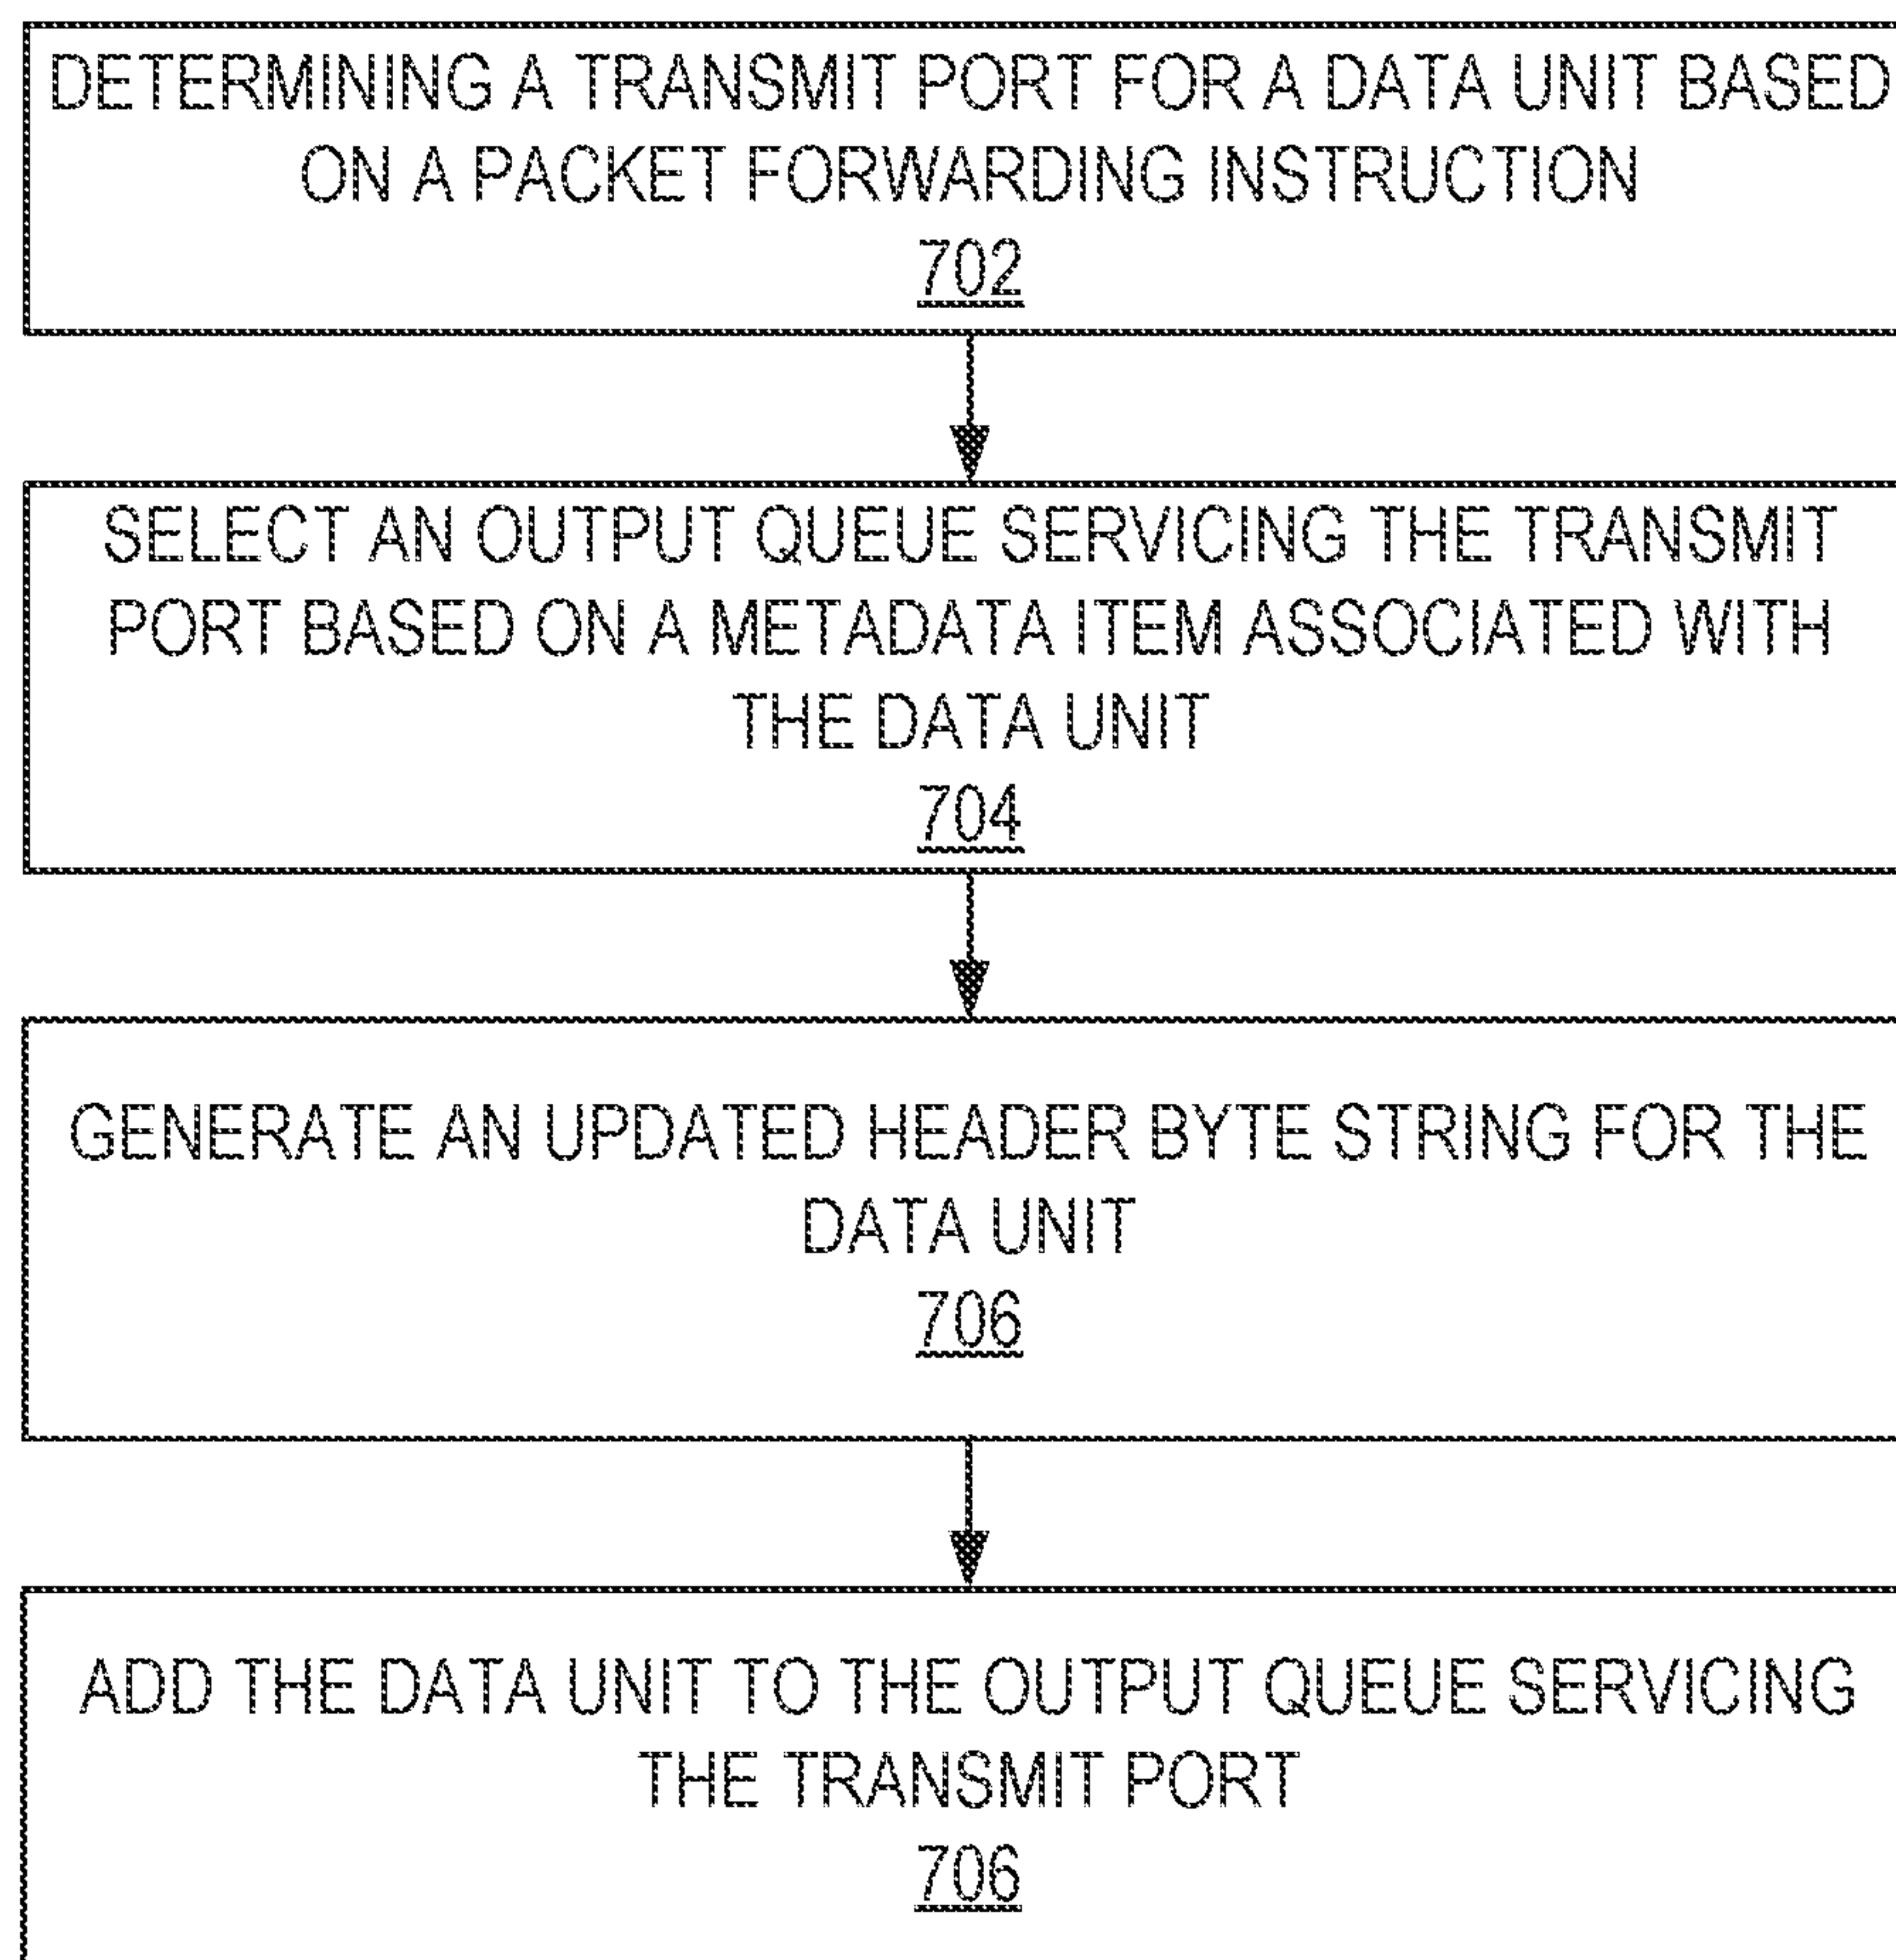 DETERMINING A TRANSMIT PORT FOR A DATA UNIT BASED
ON A PACKET FORWARDING INSTRUCTION
702
SELECT AN OUTPUT QUEUE SERVICING THE TRANSMIT
PORT BASED ON A METADATA ITEM ASSOCIATED WITH
THE DATA UNIT
704
GENERATE AN UPDATED HEADER BYTE STRING FOR THE
DATA UNIT
706
ADD THE DATA UNIT TO THE OUTPUT QUEUE SERVICING
THE TRANSMIT PORT
706